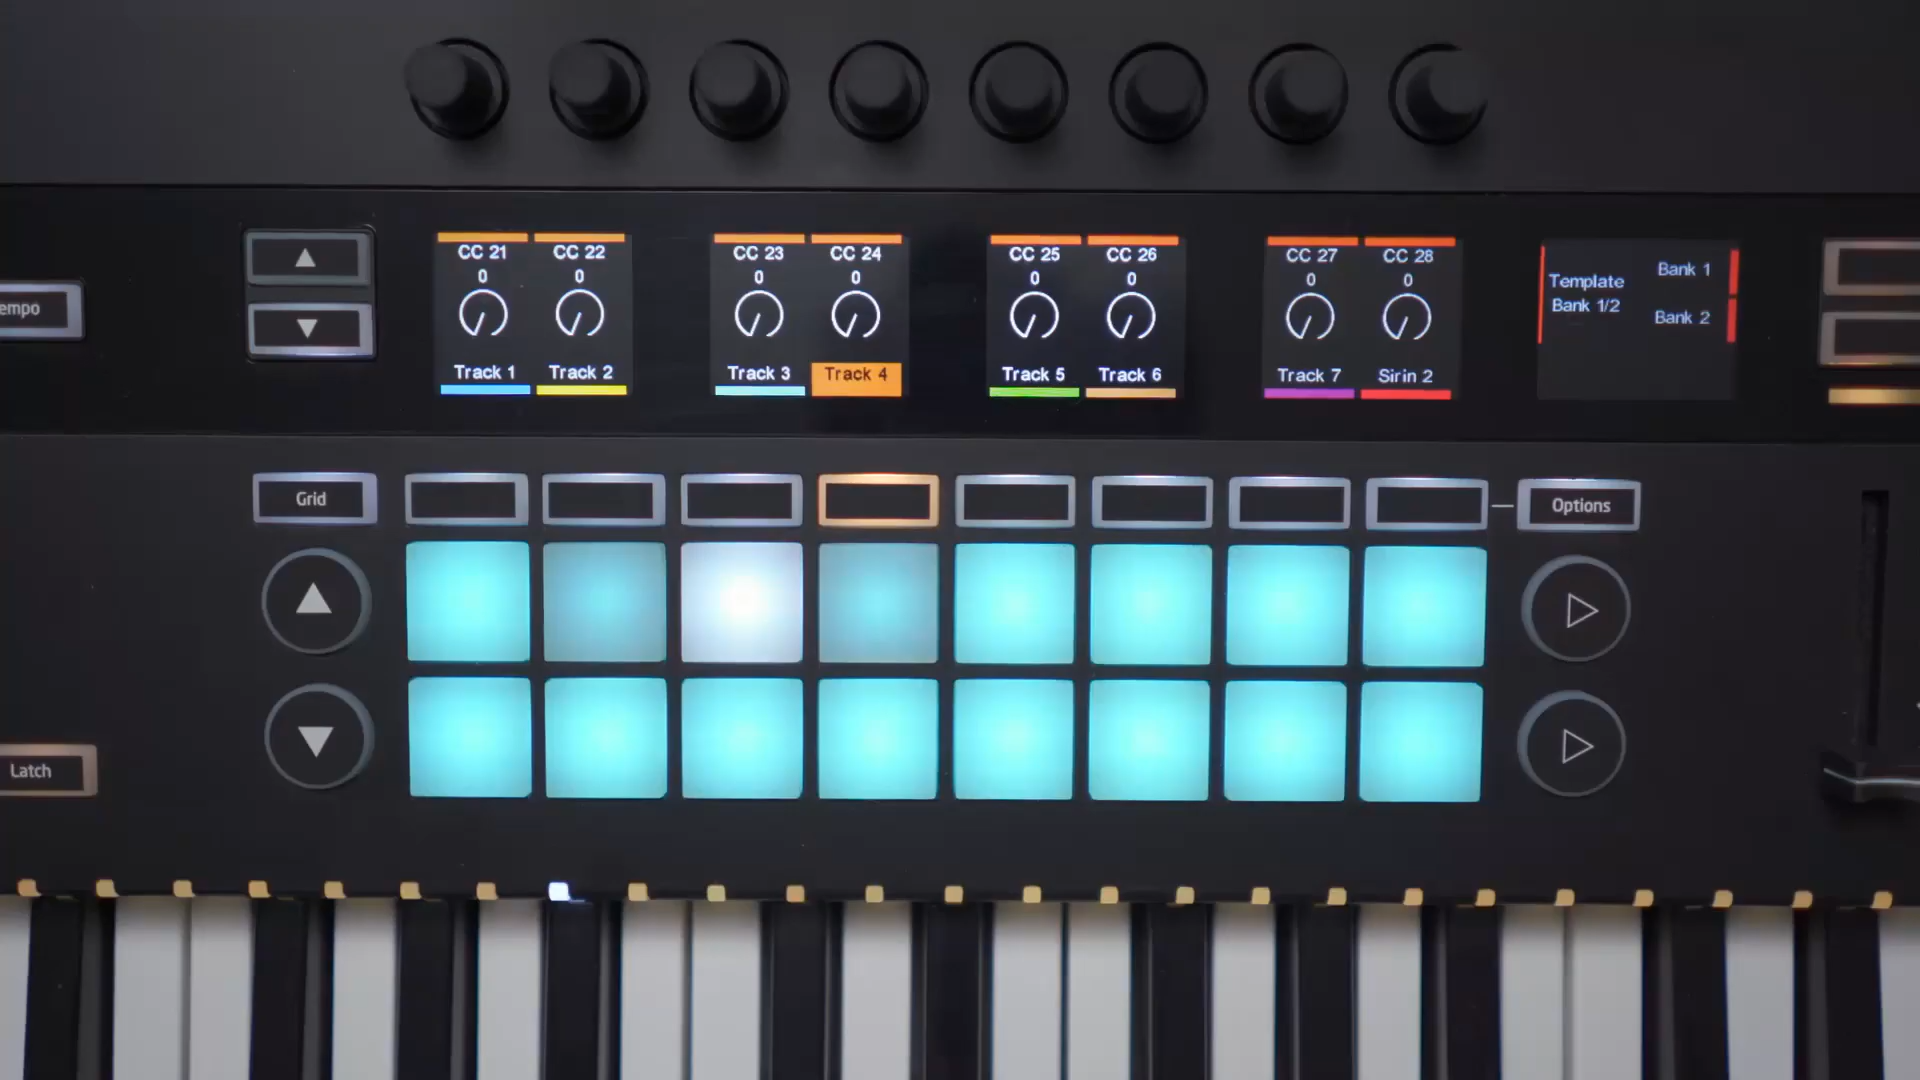 CC 21 CC 22 CC 23 CC 24 CC 25 CC 26 CC 27 CC 28
0 0 0 0 0 0 0 0
Track 1 Track 2 Track 3 Track 4 Track 5 Track 6 Track 7 Sirin 2
Template
Bank 1/2
Bank 1
Bank 2
empo
Grid
Options
Latch